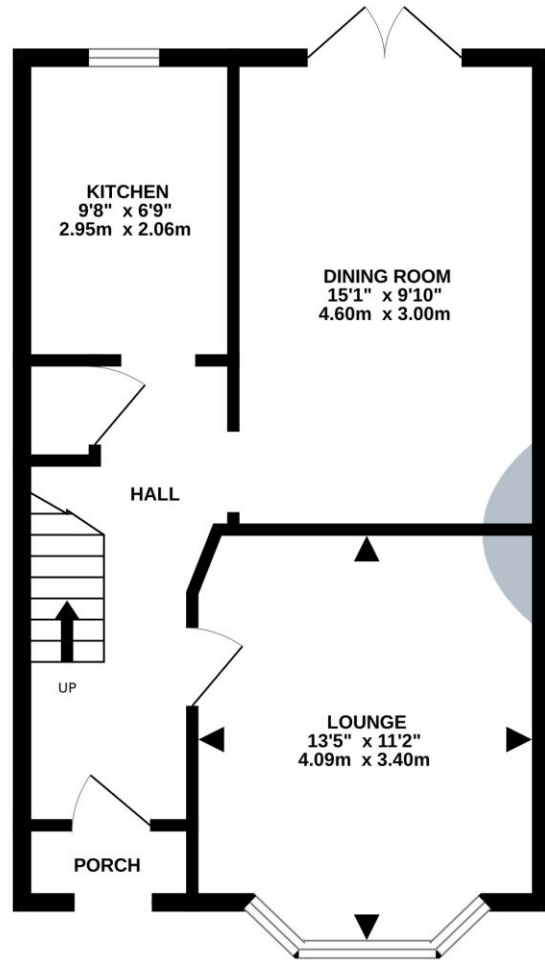 KITCHEN
9'8" x 6'9"
2.95m x 2.06m
DINING ROOM
15'1" x 9'10"
4.60m x 3.00m
HALL
UP
LOUNGE
13'5" x 11'2"
4.09m x 3.40m
PORCH